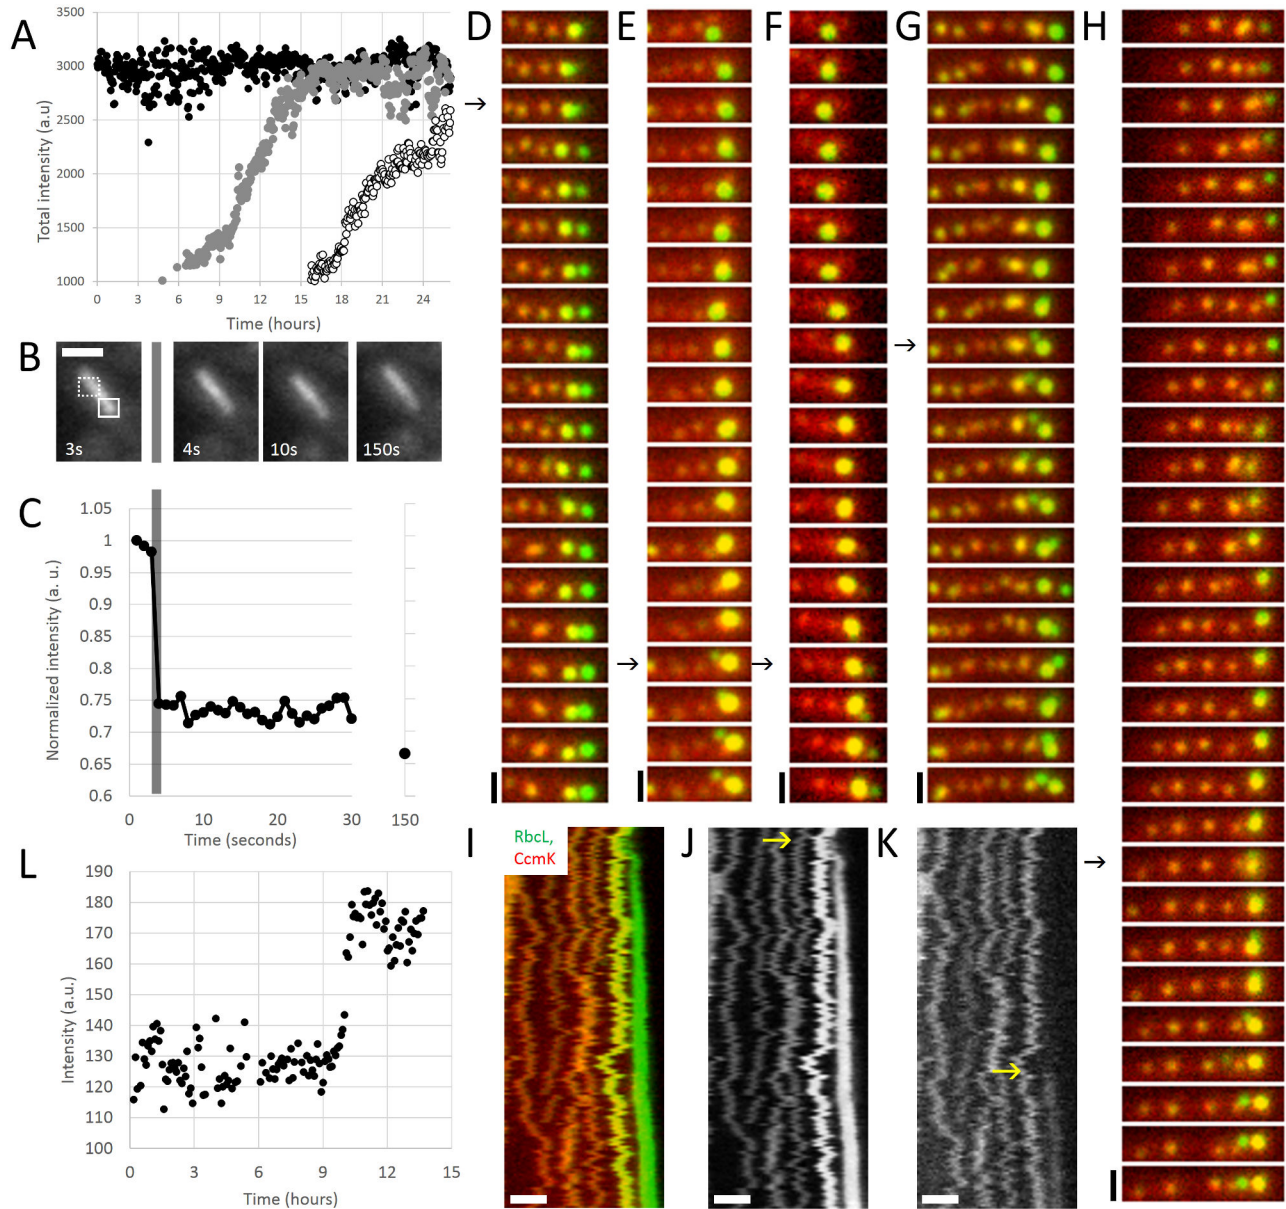 A
3500
3000
2500
2000
1500
1000
Total intensity (a.u)
0 3 6 9 12 15 18 21 24
Time (hours)
B
3s
4s
10s
150s
C
1.05
1
0.95
0.9
0.85
0.8
0.75
0.7
0.65
0.6
Normalized intensity (a. u.)
0 10 20 30 150
Time (seconds)
L
190
180
170
160
150
140
130
120
110
100
Intensity (a.u.)
0 3 6 9 12 15
Time (hours)
D
→
E
→
F
→
G
→
H
→
I
RbcL,
CcmK
J
→
K
→